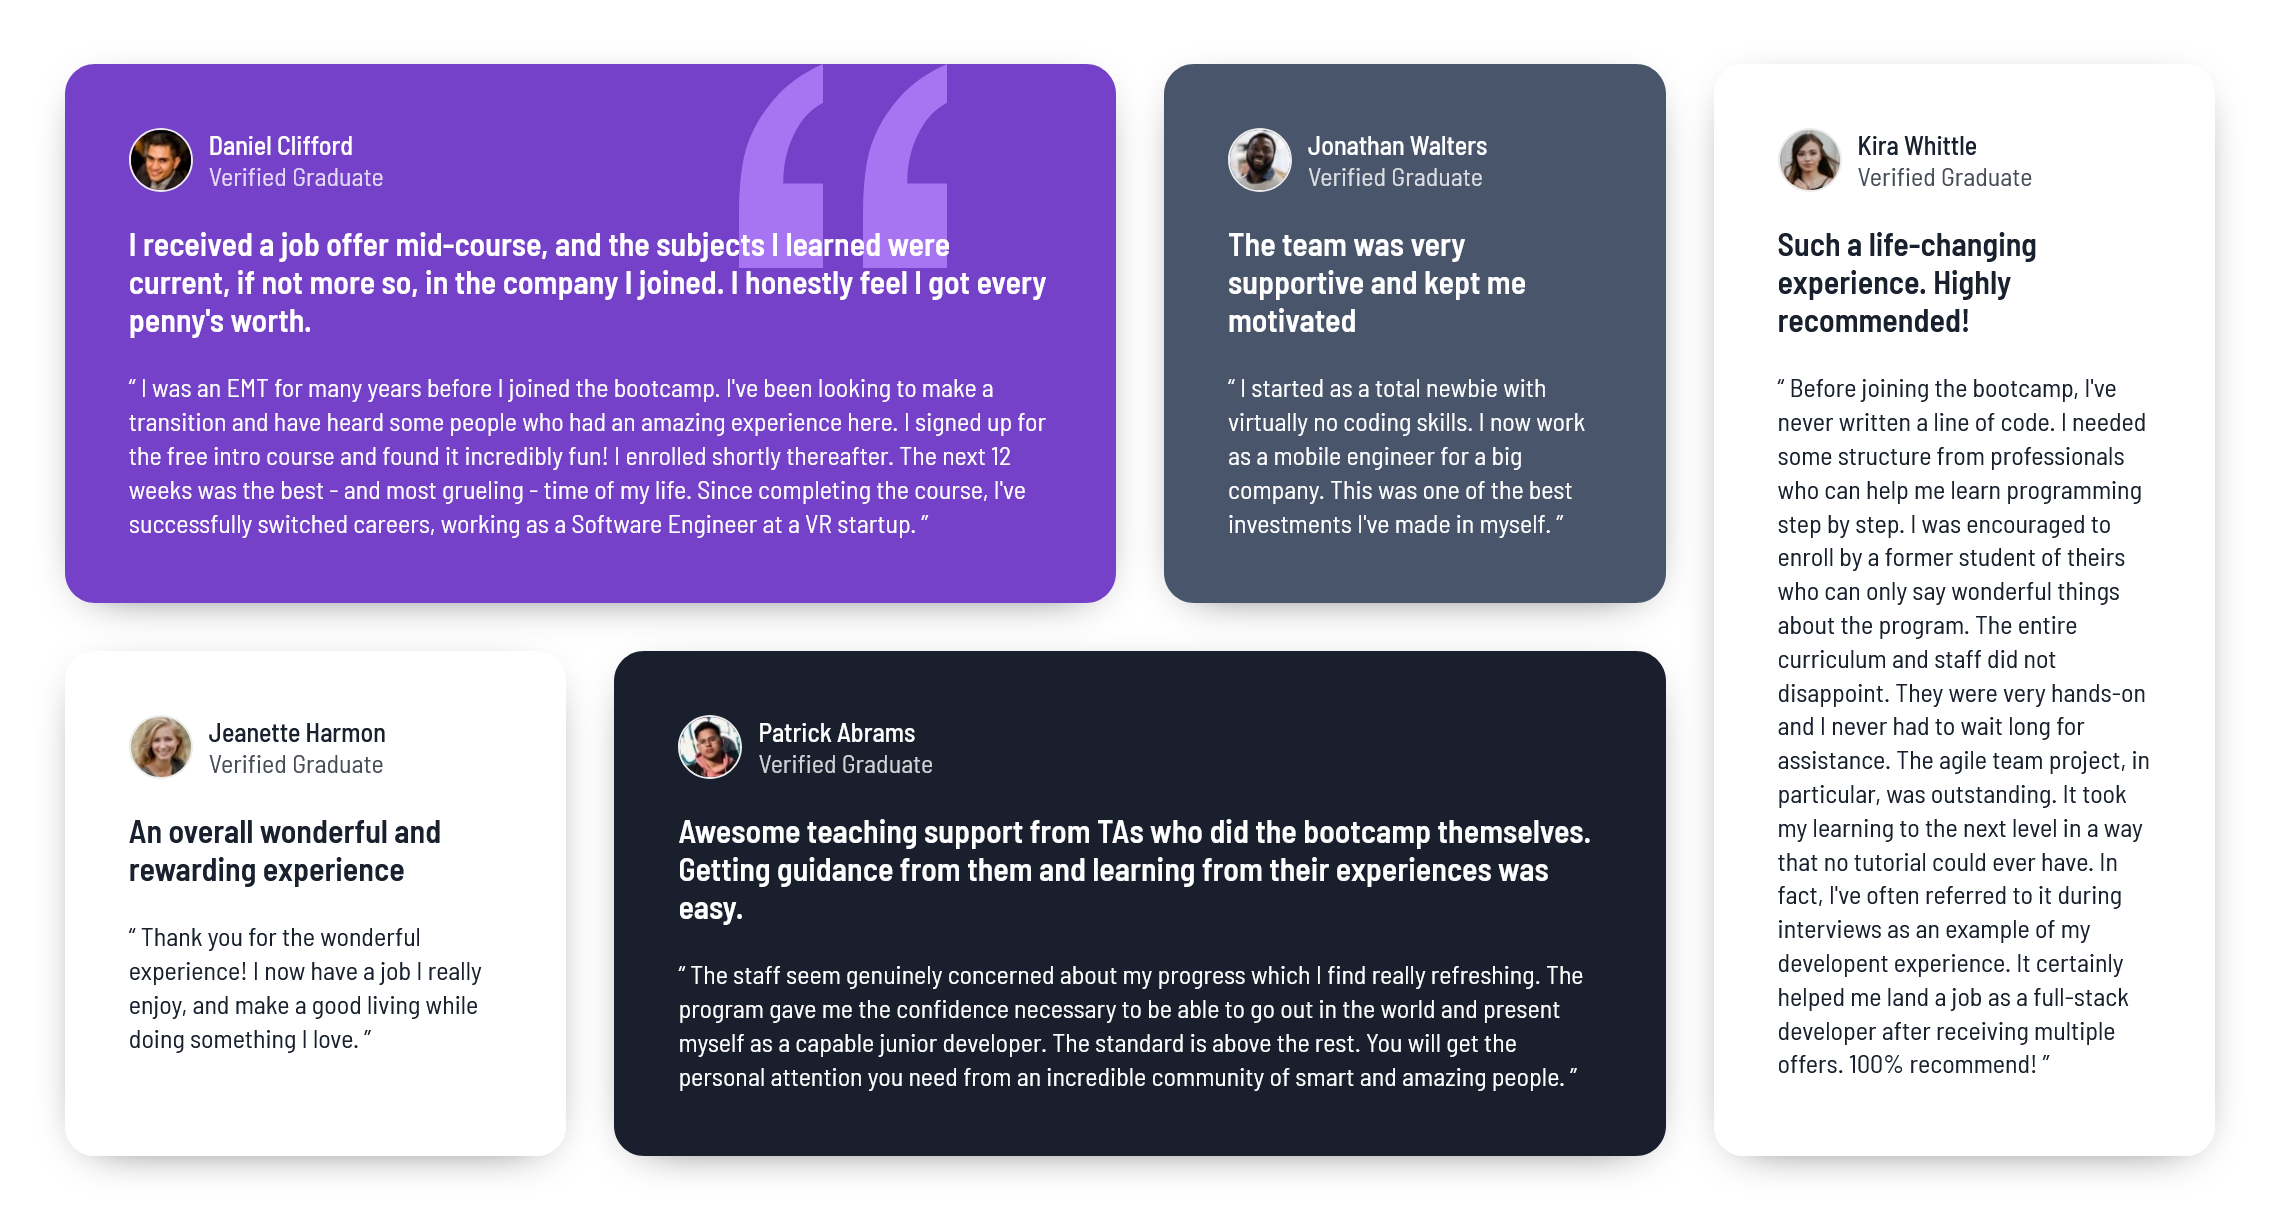 Daniel Clifford
Verified Graduate
I received a job offer mid-course, and the subjects I learned were
current, if not more so, in the company I joined. I honestly feel I got every
penny's worth.
“ I was an EMT for many years before I joined the bootcamp. I've been looking to make a
transition and have heard some people who had an amazing experience here. I signed up for
the free intro course and found it incredibly fun! I enrolled shortly thereafter. The next 12
weeks was the best - and most grueling - time of my life. Since completing the course, I've
successfully switched careers, working as a Software Engineer at a VR startup. ”
Jonathan Walters
Verified Graduate
The team was very
supportive and kept me
motivated
“ I started as a total newbie with
virtually no coding skills. I now work
as a mobile engineer for a big
company. This was one of the best
investments I've made in myself. ”
Kira Whittle
Verified Graduate
Such a life-changing
experience. Highly
recommended!
“ Before joining the bootcamp, I've
never written a line of code. I needed
some structure from professionals
who can help me learn programming
step by step. I was encouraged to
enroll by a former student of theirs
who can only say wonderful things
about the program. The entire
curriculum and staff did not
disappoint. They were very hands-on
and I never had to wait long for
assistance. The agile team project, in
particular, was outstanding. It took
my learning to the next level in a way
that no tutorial could ever have. In
fact, I've often referred to it during
interviews as an example of my
developent experience. It certainly
helped me land a job as a full-stack
developer after receiving multiple
offers. 100% recommend! ”
Jeanette Harmon
Verified Graduate
An overall wonderful and
rewarding experience
“ Thank you for the wonderful
experience! I now have a job I really
enjoy, and make a good living while
doing something I love. ”
Patrick Abrams
Verified Graduate
Awesome teaching support from TAs who did the bootcamp themselves.
Getting guidance from them and learning from their experiences was
easy.
“ The staff seem genuinely concerned about my progress which I find really refreshing. The
program gave me the confidence necessary to be able to go out in the world and present
myself as a capable junior developer. The standard is above the rest. You will get the
personal attention you need from an incredible community of smart and amazing people. ”